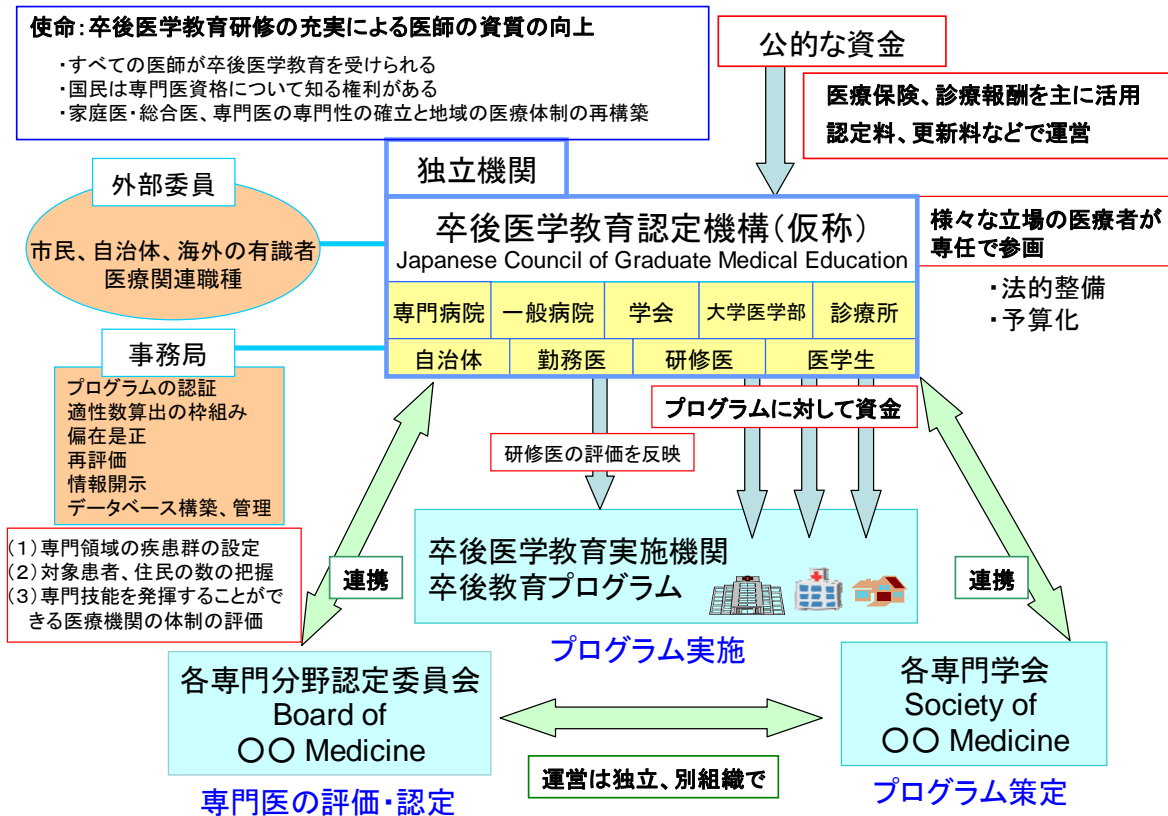 使命:卒後医学教育研修の充実による医師の資質の向上
・すべての医師が卒後医学教育を受けられる
・国民は専門医資格について知る権利がある
・家庭医・総合医、専門医の専門性の確立と地域の医療体制の再構築
公的な資金
医療保険、診療報酬を主に活用
認定料、更新料などで運営
独立機関
外部委員
市民、自治体、海外の有識者
医療関連職種
卒後医学教育認定機構(仮称)
Japanese Council of Graduate Medical Education
様々な立場の医療者が
専任で参画
・法的整備
・予算化
専門病院 一般病院 学会 大学医学部 診療所
自治体 勤務医 研修医 医学生
事務局
プログラムの認証
適性数算出の枠組み
偏在是正
再評価
情報開示
データベース構築、管理
プログラムに対して資金
研修医の評価を反映
(1)専門領域の疾患群の設定
(2)対象患者、住民の数の把握
(3)専門技能を発揮することがで
きる医療機関の体制の評価
連携
卒後医学教育実施機関
卒後教育プログラム
連携
プログラム実施
各専門分野認定委員会
Board of
〇〇 Medicine
各専門学会
Society of
〇〇 Medicine
運営は独立、別組織で
専門医の評価・認定
プログラム策定